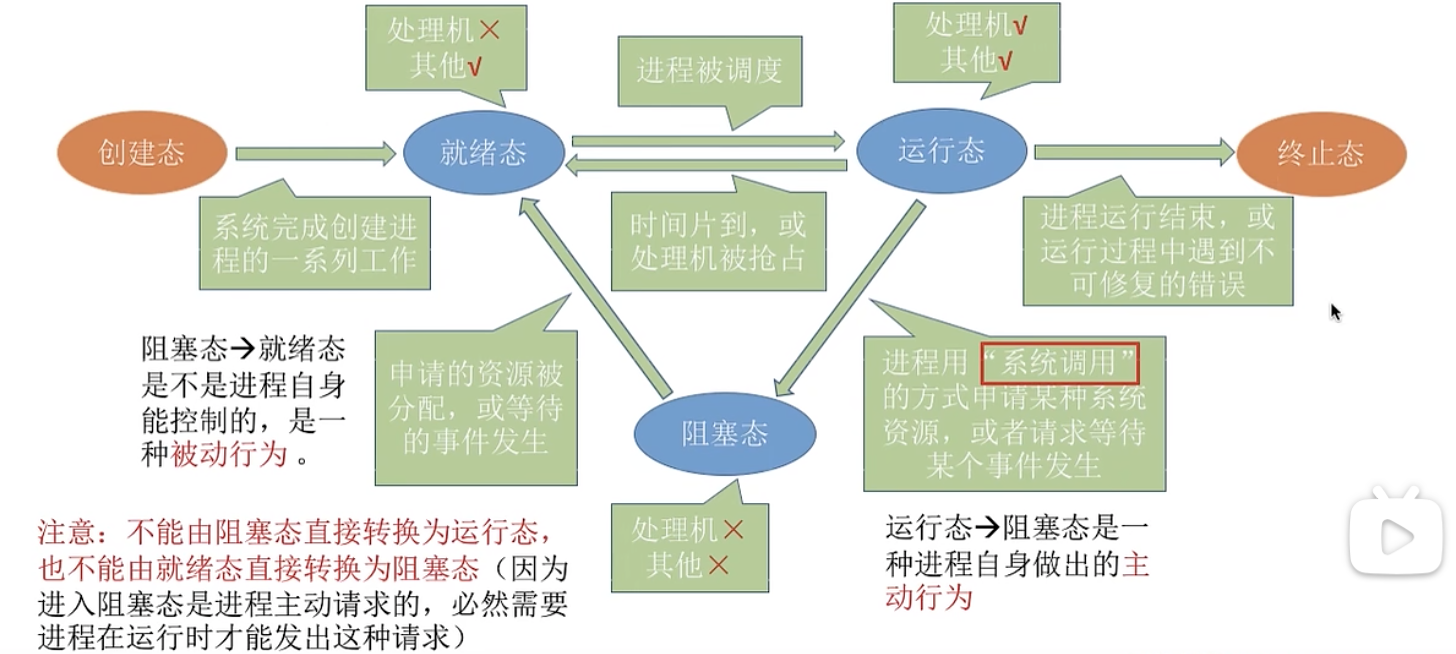 处理机×
其他√
进程被调度
处理机√
其他√
创建态
就绪态
运行态
终止态
系统完成创建进
程的一系列工作
时间片到，或
处理机被抢占
进程运行结束，或
运行过程中遇到不
可修复的错误
阻塞态→就绪态
是不是进程自身
能控制的，是一
种被动行为。
申请的资源被
分配，或等待
的事件发生
阻塞态
进程用“系统调用”
的方式申请某种系统
资源，或者请求等待
某个事件发生
处理机×
其他×
运行态→阻塞态是一
种进程自身做出的主
动行为
注意：不能由阻塞态直接转换为运行态，
也不能由就绪态直接转换为阻塞态（因为
进入阻塞态是进程主动请求的，必然需要
进程在运行时才能发出这种请求）